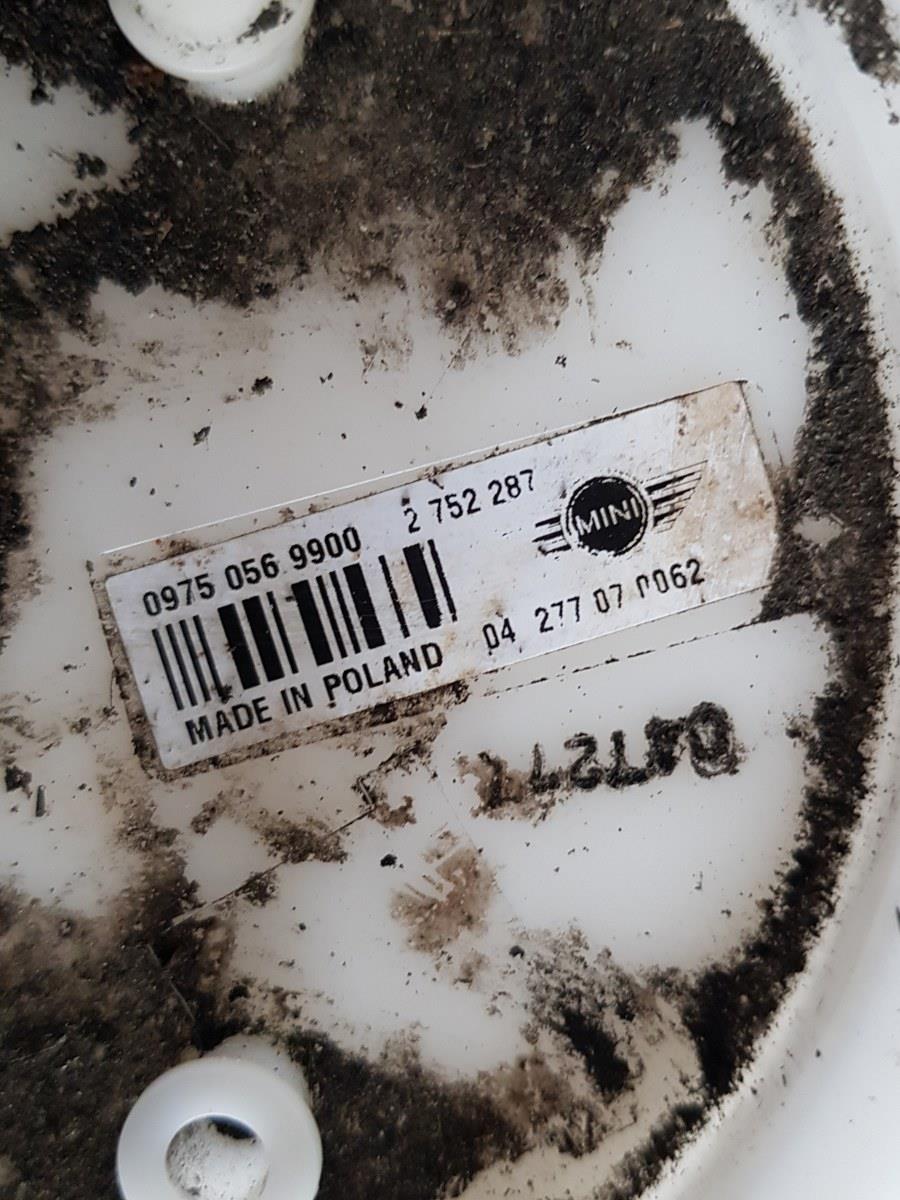 0975 056 9900 2 752 287
MINI
04 277 07 0062
MADE IN POLAND